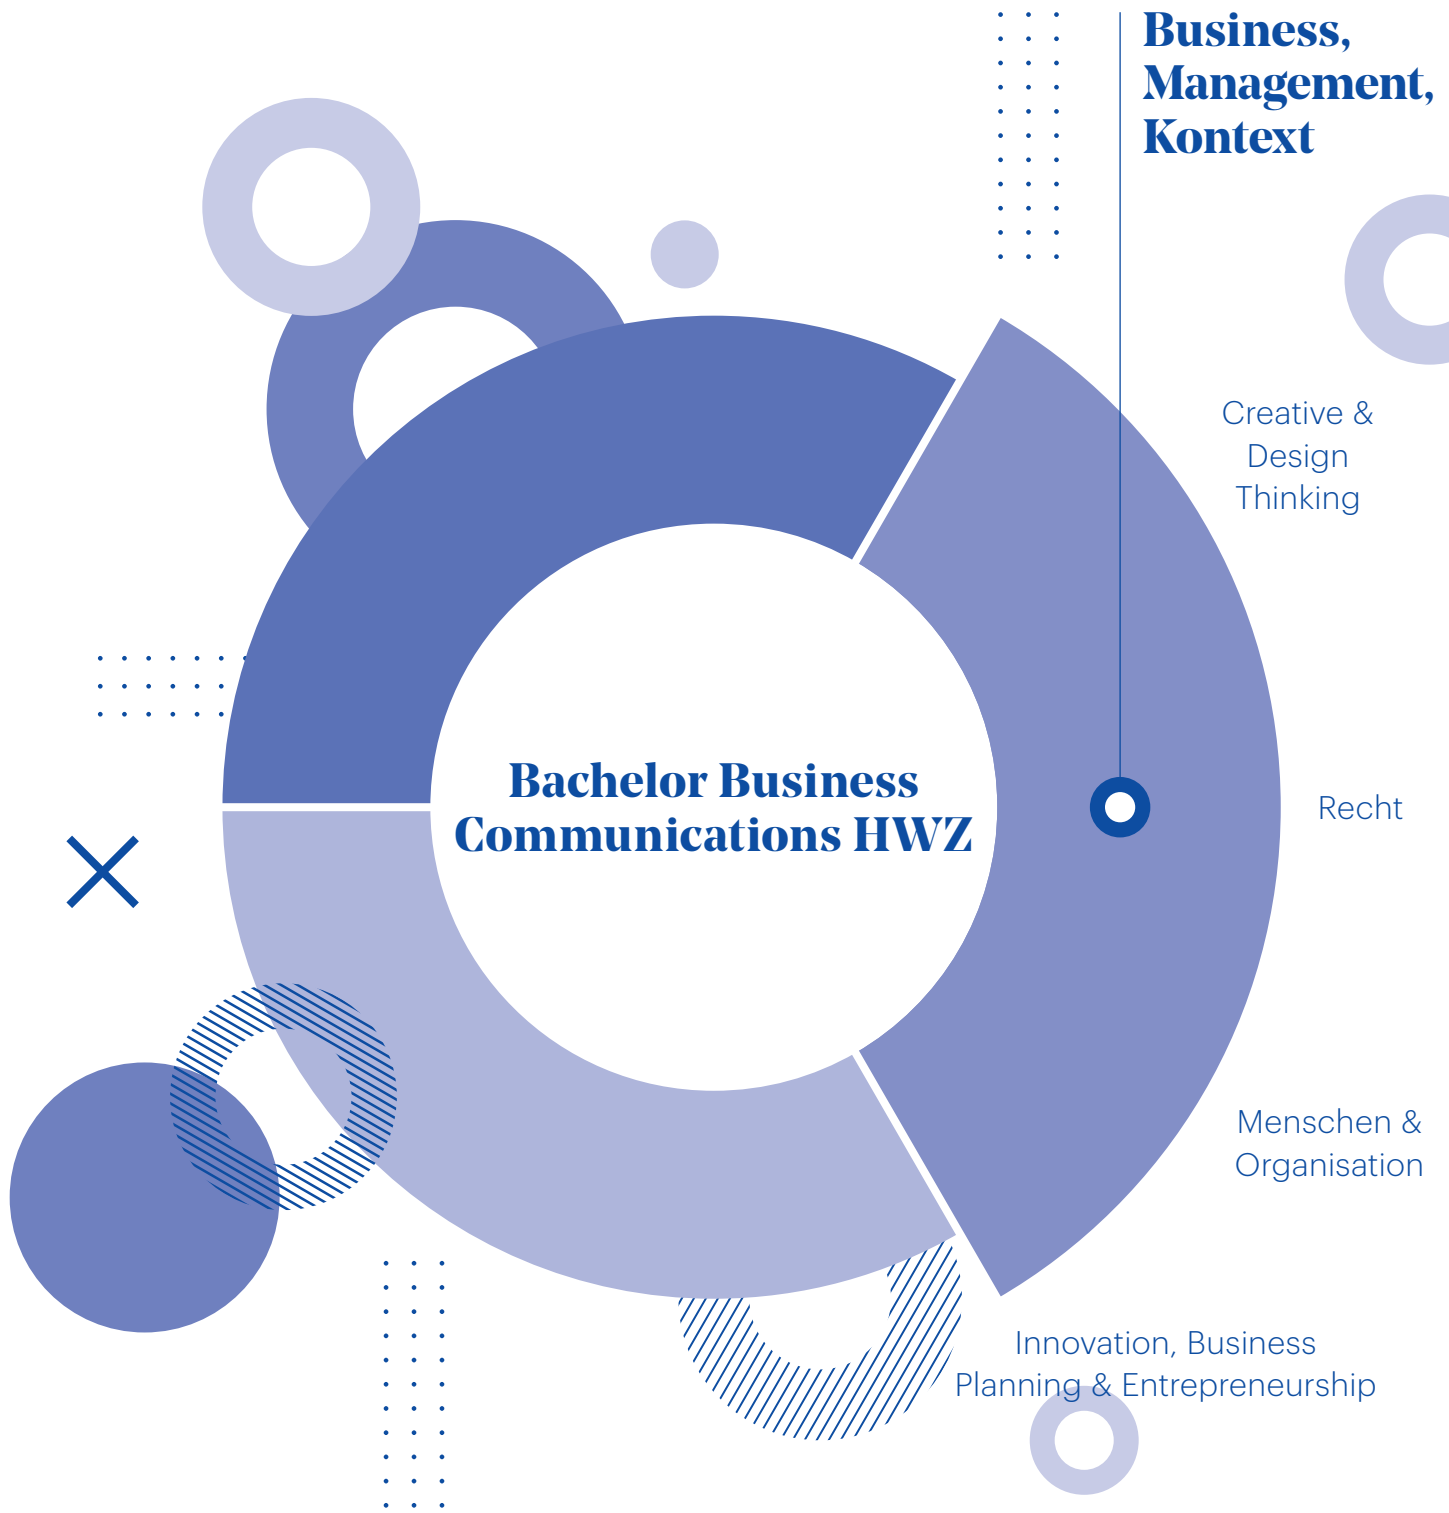 Business,
Management,
Kontext
Creative &
Design
Thinking
Bachelor Business
Communications HWZ
Recht
Menschen &
Organisation
Innovation, Business
Planning & Entrepreneurship